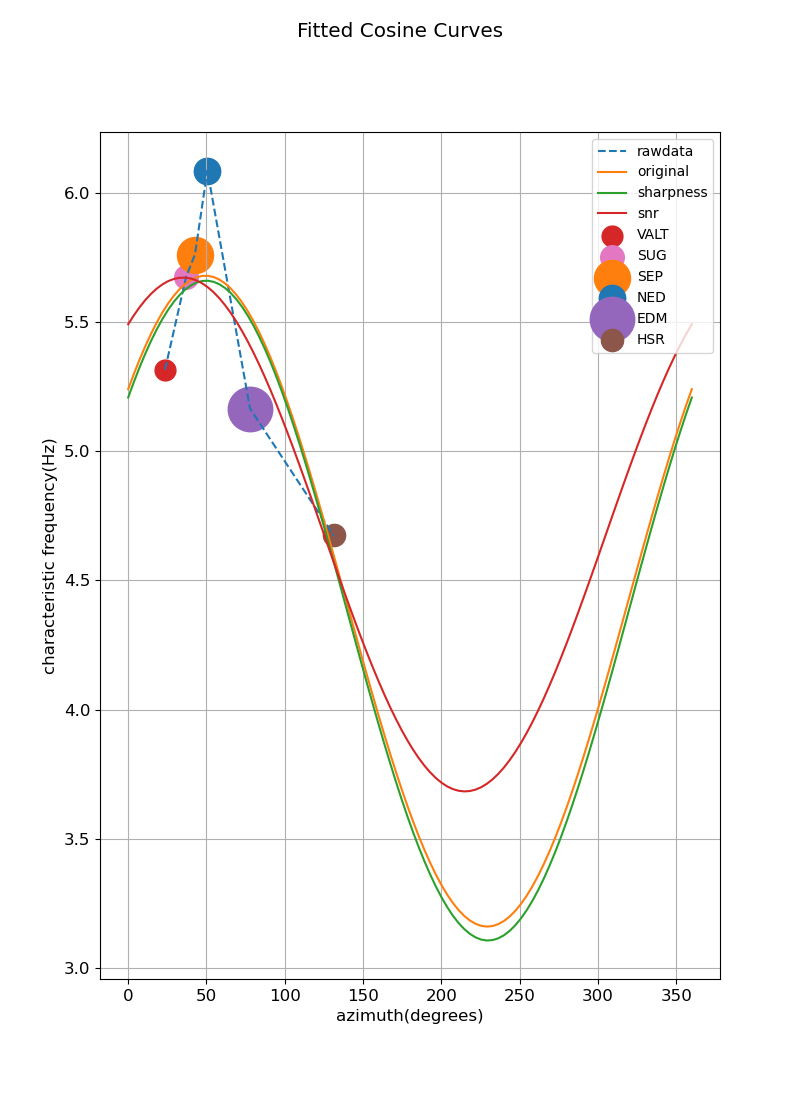 Fitted Cosine Curves
6.0
5.5
5.0
4.5
4.0
3.5
3.0
characteristic frequency(Hz)
rawdata
original
sharpness
snr
VALT
SUG
SEP
NED
EDM
HSR
0 50 100 150 200 250 300 350
azimuth(degrees)